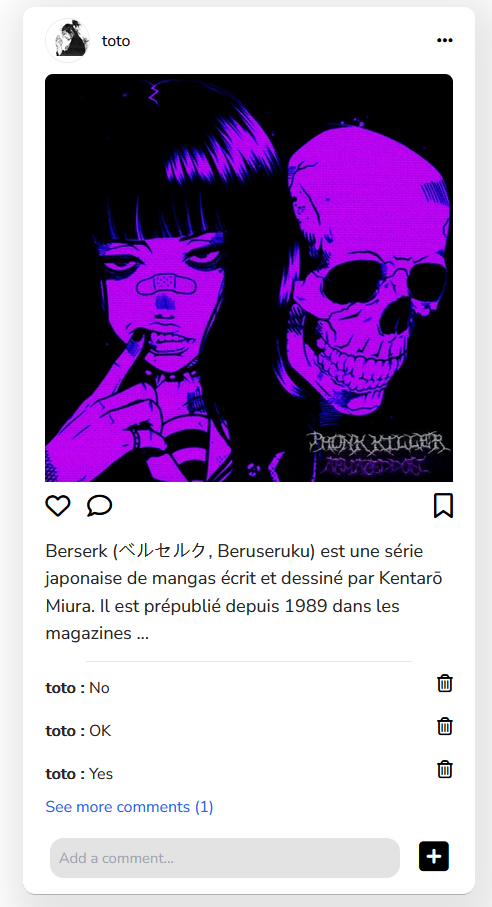 toto
PHONK KILLER
ARMAGEDDON
Berserk (ベルセルク, Beruseruku) est une série
japonaise de mangas écrit et dessiné par Kentarō
Miura. Il est prépublié depuis 1989 dans les
magazines ...
toto : No
toto : OK
toto : Yes
See more comments (1)
Add a comment...